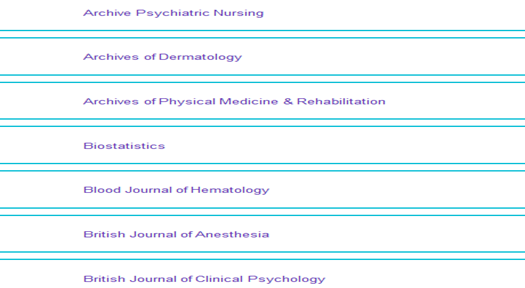 Archive Psychiatric Nursing
Archives of Dermatology
Archives of Physical Medicine & Rehabilitation
Biostatistics
Blood Journal of Hematology
British Journal of Anesthesia
British Journal of Clinical Psychology